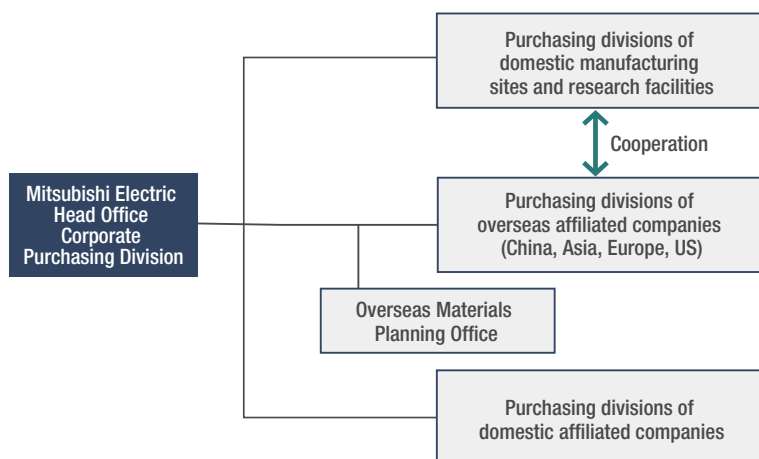 Purchasing divisions of
domestic manufacturing
sites and research facilities
Cooperation
Mitsubishi Electric
Head Office
Corporate
Purchasing Division
Purchasing divisions of
overseas affiliated companies
(China, Asia, Europe, US)
Overseas Materials
Planning Office
Purchasing divisions of
domestic affiliated companies